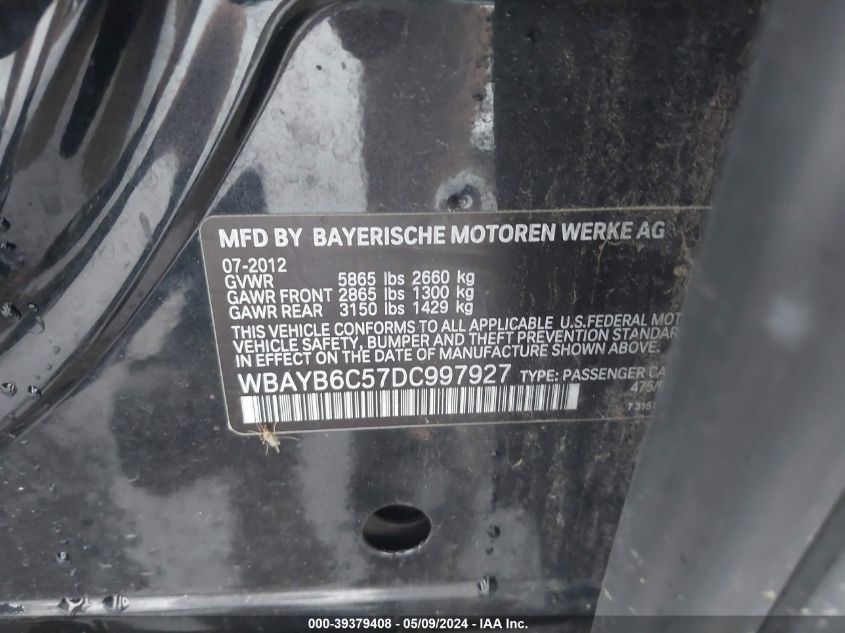 MFD BY BAYERISCHE MOTOREN WERKE AG
07-2012
GVWR 5865 lbs 2660 kg
GAWR FRONT 2865 lbs 1300 kg
GAWR REAR 3150 lbs 1429 kg
THIS VEHICLE CONFORMS TO ALL APPLICABLE U.S.FEDERAL MOT
VEHICLE SAFETY, BUMPER AND THEFT PREVENTION STANDAR
IN EFFECT ON THE DATE OF MANUFACTURE SHOWN ABOVE.
WBAYB6C57DC997927 TYPE: PASSENGER CA
475/
000-39379408 - 05/09/2024 - IAA Inc.